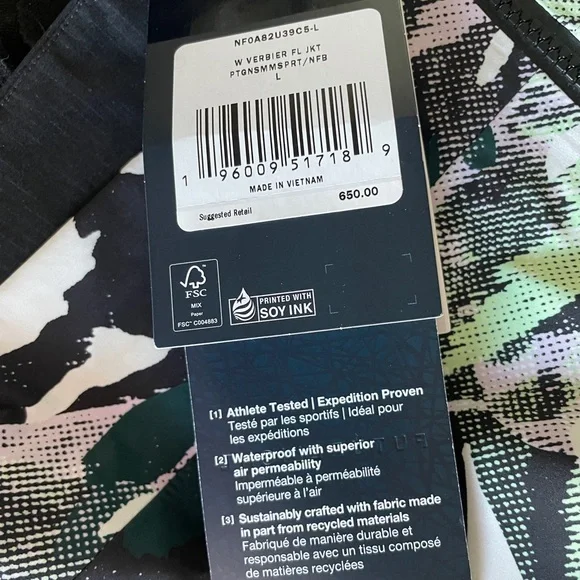 NF0A82U39C5-L
W VERBIER FL JKT
PTGNSMMSPRT/NFB
L
1 96009 51718 9
MADE IN VIETNAM
Suggested Retail 650.00
FSC
MIX
Paper
FSC™ C004883
PRINTED WITH
SOY INK
[1] Athlete Tested | Expedition Proven
Testé par les sportifs | Idéal pour
les expéditions
[2] Waterproof with superior
air permeability
Imperméable à perméabilité
supérieure à l'air
[3] Sustainably crafted with fabric made
in part from recycled materials
Fabriqué de manière durable et
responsable avec un tissu composé
de matières recyclées